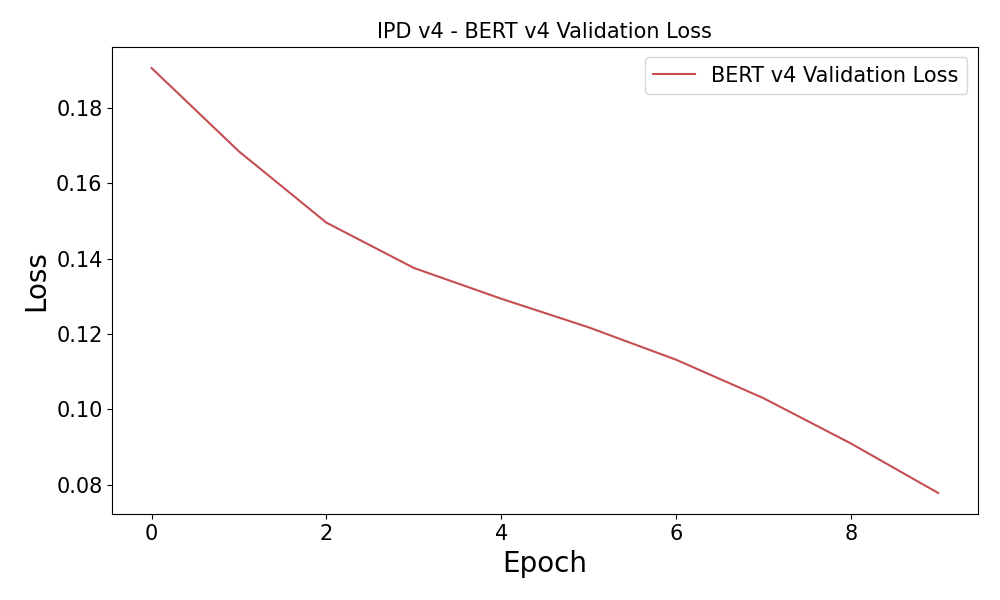 IPD v4 - BERT v4 Validation Loss
BERT v4 Validation Loss
Loss
0.18
0.16
0.14
0.12
0.10
0.08
0 2 4 6 8
Epoch